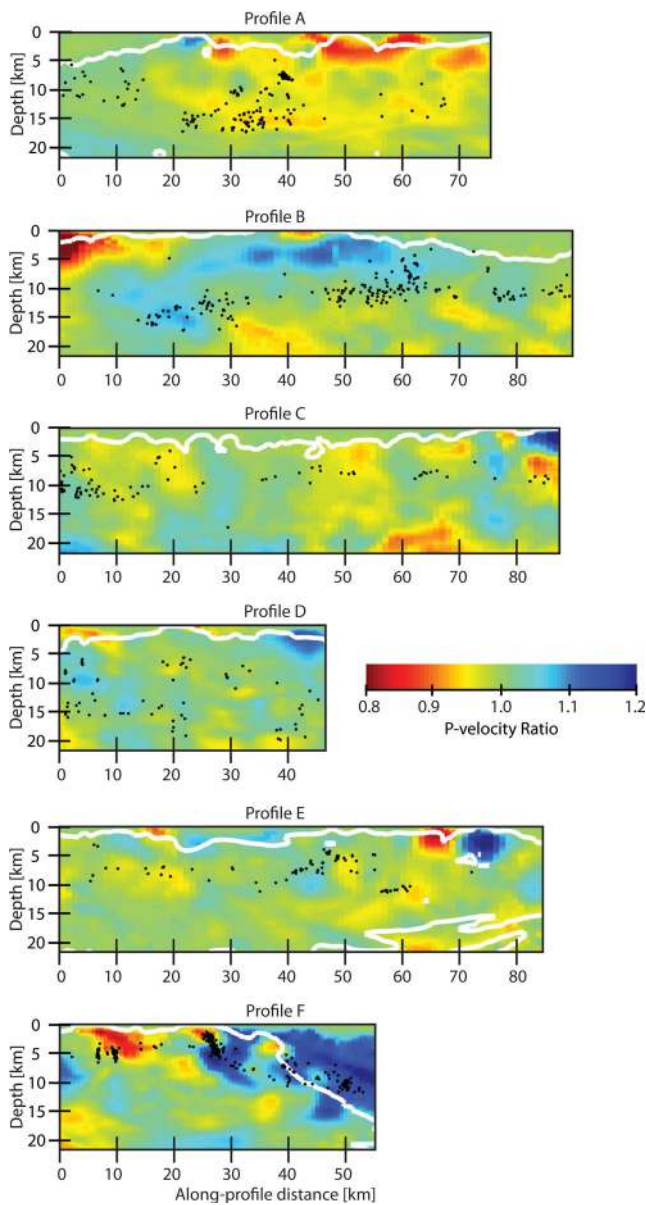 Profile A
0
5
10
15
20
Depth [km]
0 10 20 30 40 50 60 70
Profile B
0
5
10
15
20
Depth [km]
0 10 20 30 40 50 60 70 80
Profile C
0
5
10
15
20
Depth [km]
0 10 20 30 40 50 60 70 80
Profile D
0
5
10
15
20
Depth [km]
0 10 20 30 40
0.8 0.9 1.0 1.1 1.2
P-velocity Ratio
Profile E
0
5
10
15
20
Depth [km]
0 10 20 30 40 50 60 70 80
Profile F
0
5
10
15
20
Depth [km]
0 10 20 30 40 50
Along-profile distance [km]